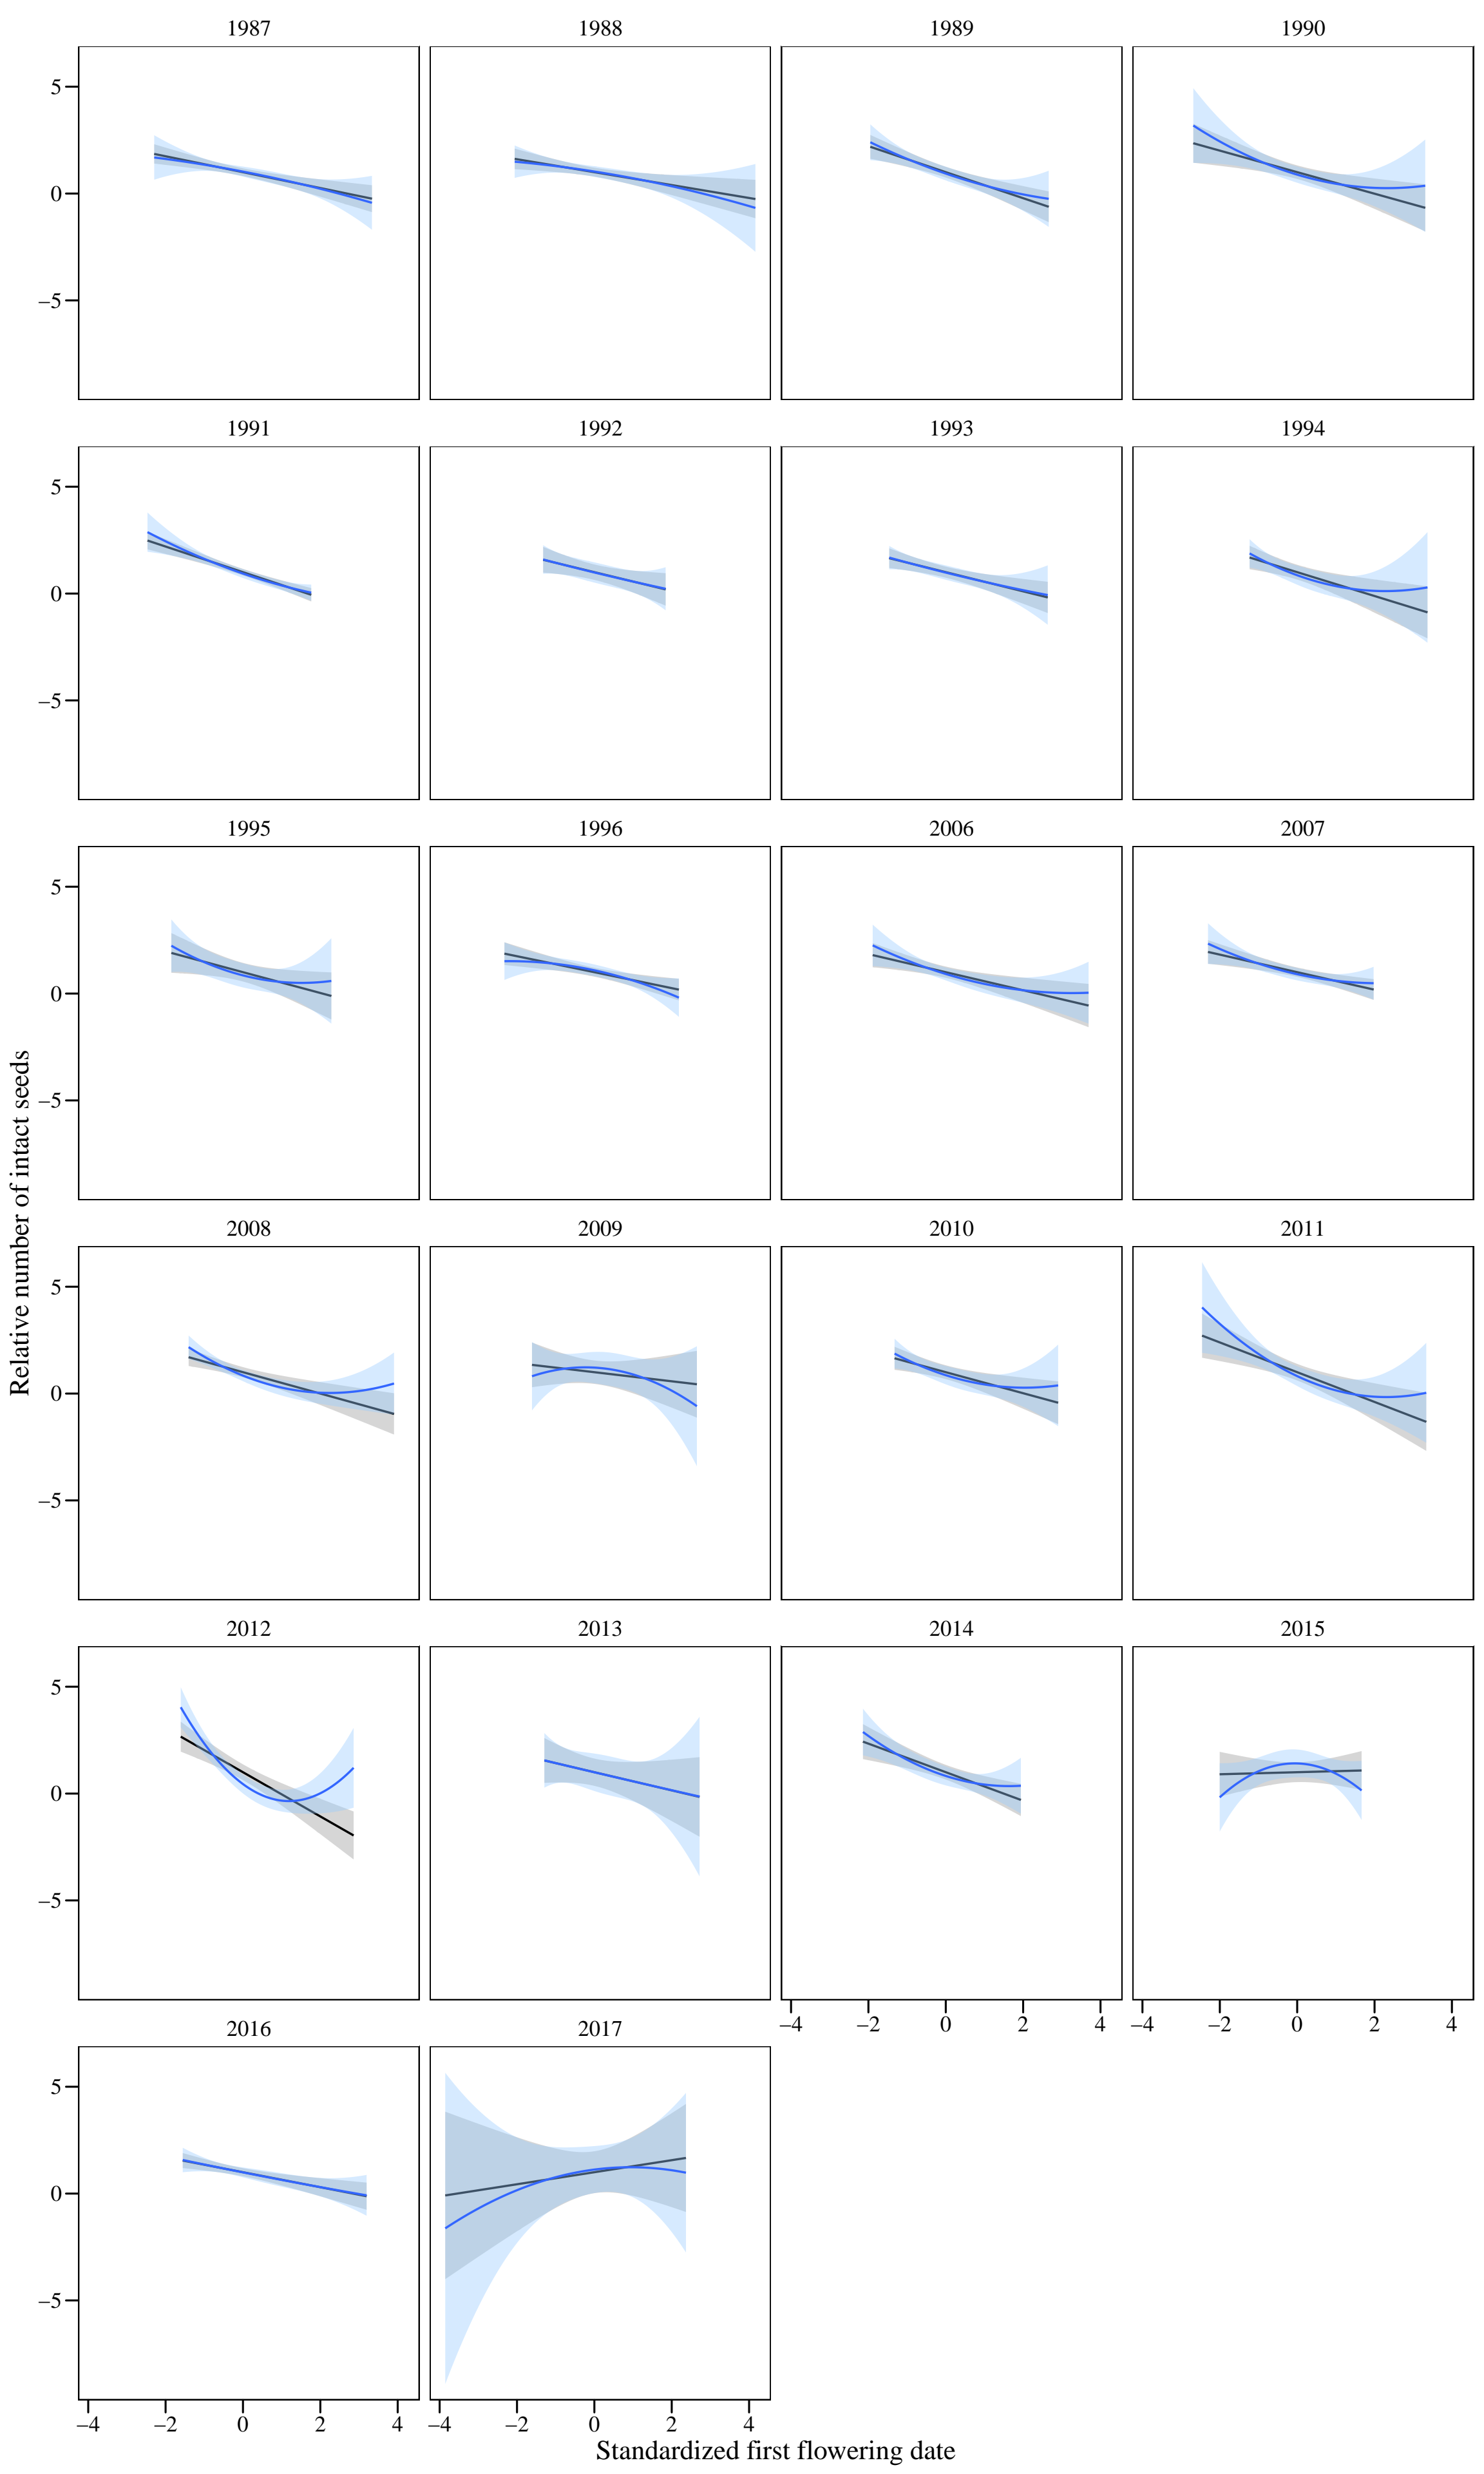 1987 1988 1989 1990
5
0
–5
1991 1992 1993 1994
5
0
–5
1995 1996 2006 2007
5
0
–5
Relative number of intact seeds
2008 2009 2010 2011
5
0
–5
2012 2013 2014 2015
5
0
–5
–4 –2 0 2 4 –4 –2 0 2 4
2016 2017
5
0
–5
–4 –2 0 2 4 –4 –2 0 2 4
Standardized first flowering date